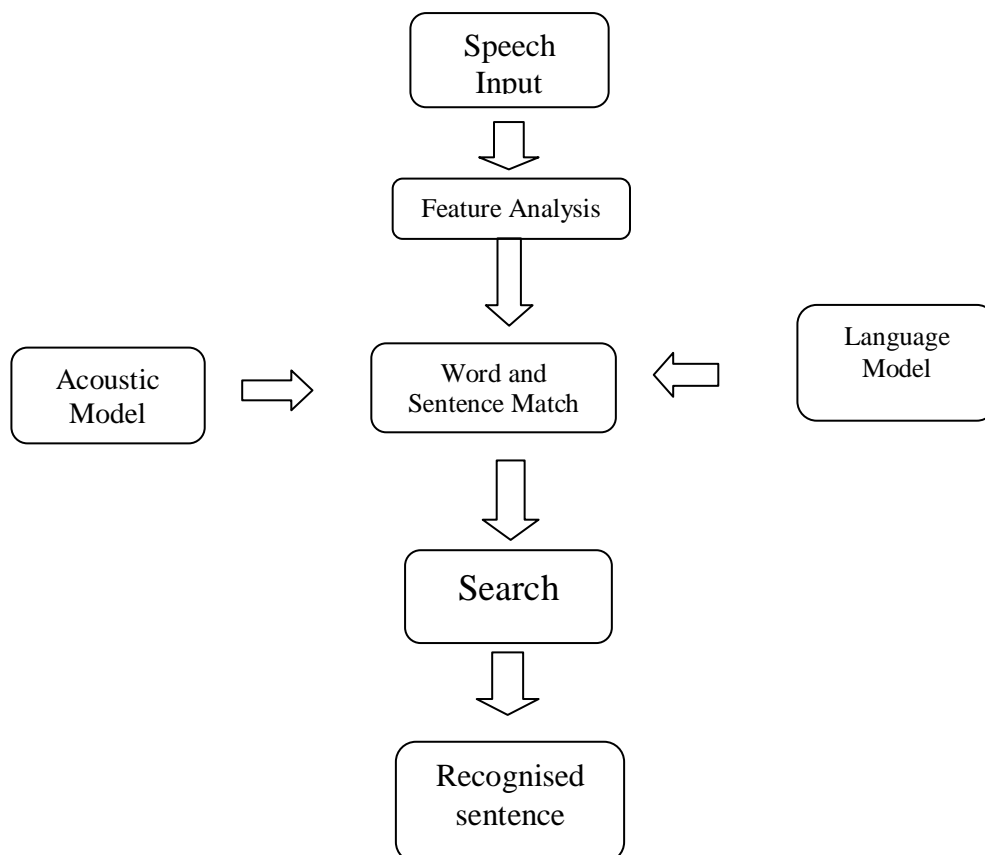 Speech
Input
Feature Analysis
Acoustic
Model
Word and
Sentence Match
Language
Model
Search
Recognised
sentence